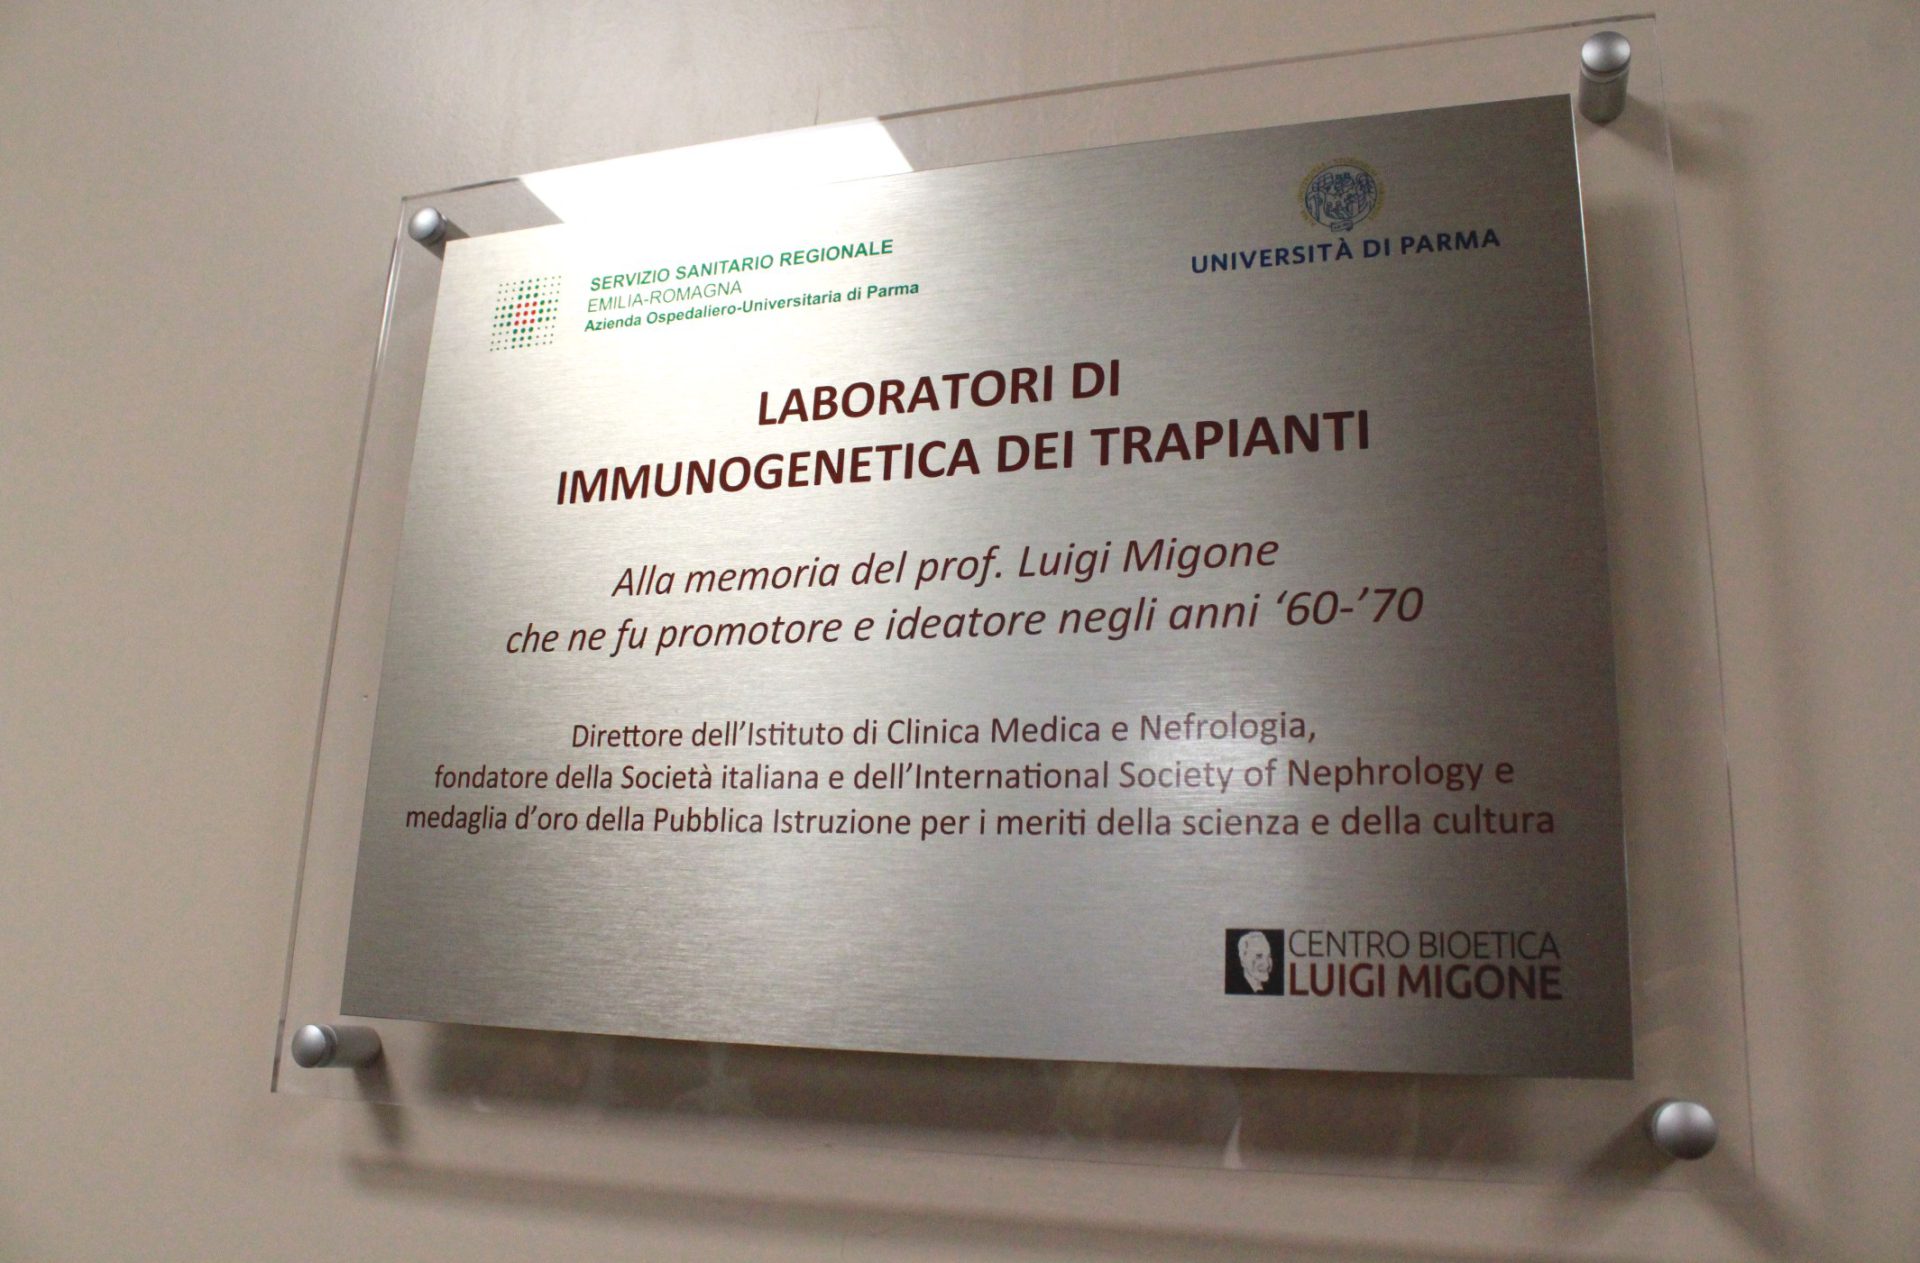 SERVIZIO SANITARIO REGIONALE
EMILIA-ROMAGNA
Azienda Ospedaliero-Universitaria di Parma
UNIVERSITÀ DI PARMA
LABORATORI DI
IMMUNOGENETICA DEI TRAPIANTI
Alla memoria del prof. Luigi Migone
che ne fu promotore e ideatore negli anni ‘60-’70
Direttore dell’Istituto di Clinica Medica e Nefrologia,
fondatore della Società italiana e dell’International Society of Nephrology e
medaglia d’oro della Pubblica Istruzione per i meriti della scienza e della cultura
CENTRO BIOETICA
LUIGI MIGONE